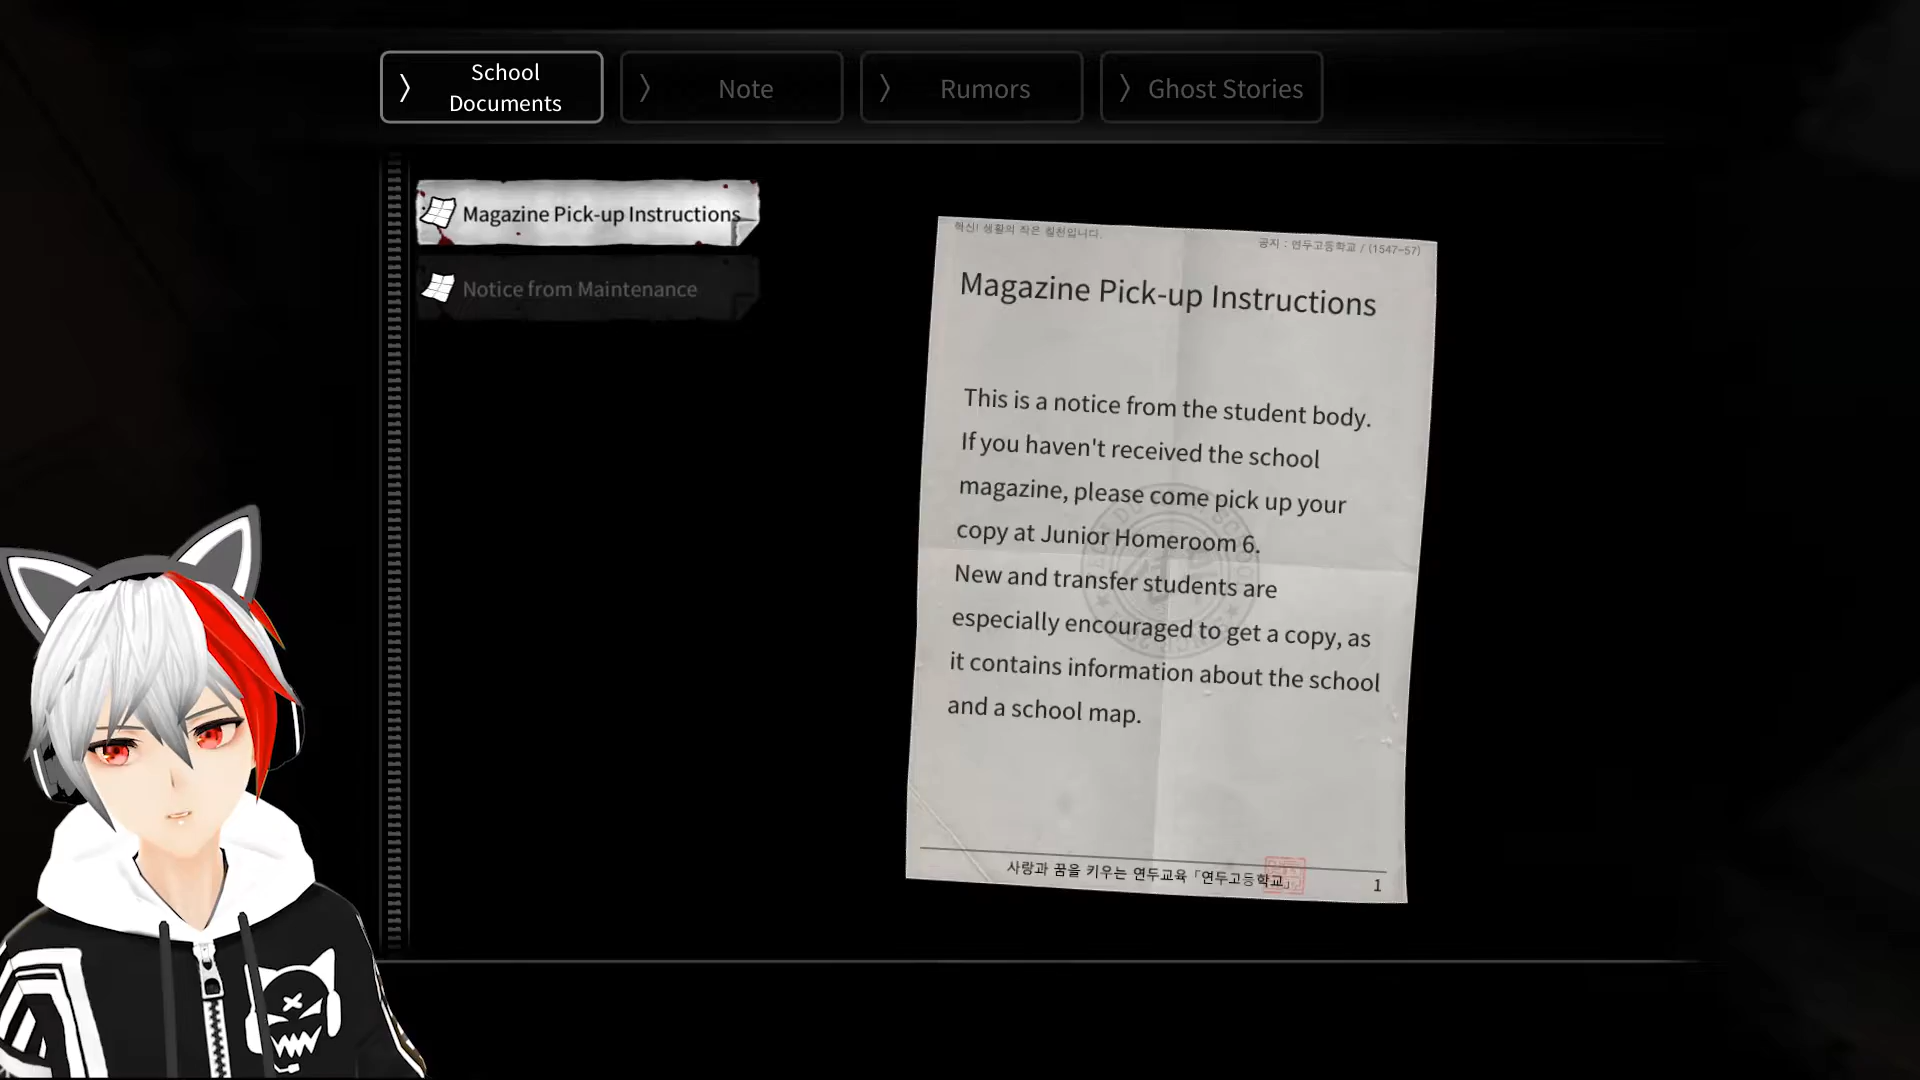 School
Documents
Note
Rumors
Ghost Stories
Magazine Pick-up Instructions
Notice from Maintenance
혁신! 생활의 작은 실천입니다.
공지 : 연두고등학교 / (1547-57)
Magazine Pick-up Instructions
This is a notice from the student body.
If you haven't received the school
magazine, please come pick up your
copy at Junior Homeroom 6.
New and transfer students are
especially encouraged to get a copy, as
it contains information about the school
and a school map.
사랑과 꿈을 키우는 연두교육「연두고등학교」
1